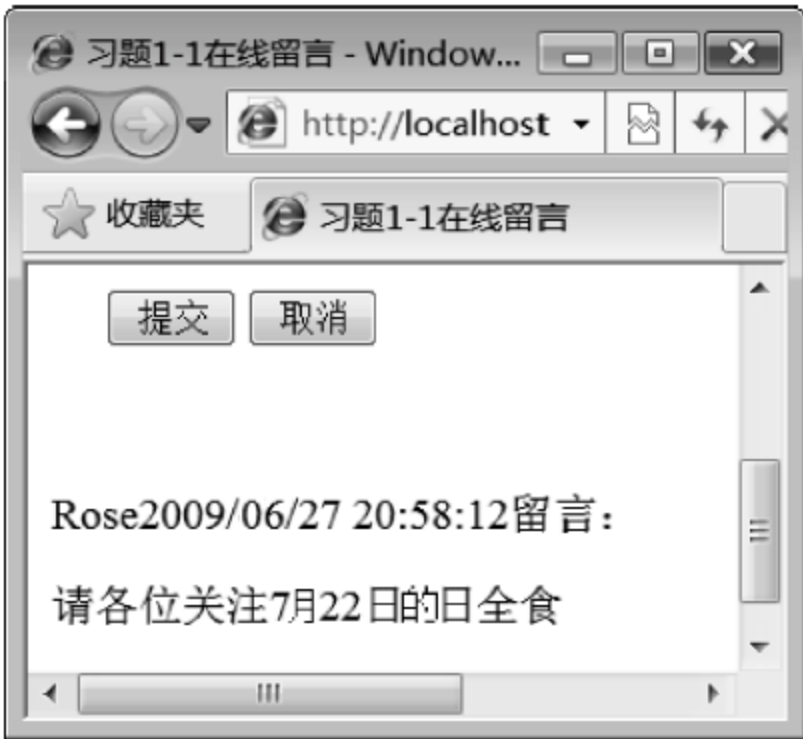 习题1-1在线留言 - Window...
http://localhost
收藏夹
习题1-1在线留言
提交 取消
Rose2009/06/27 20:58:12留言：
请各位关注7月22日的日全食